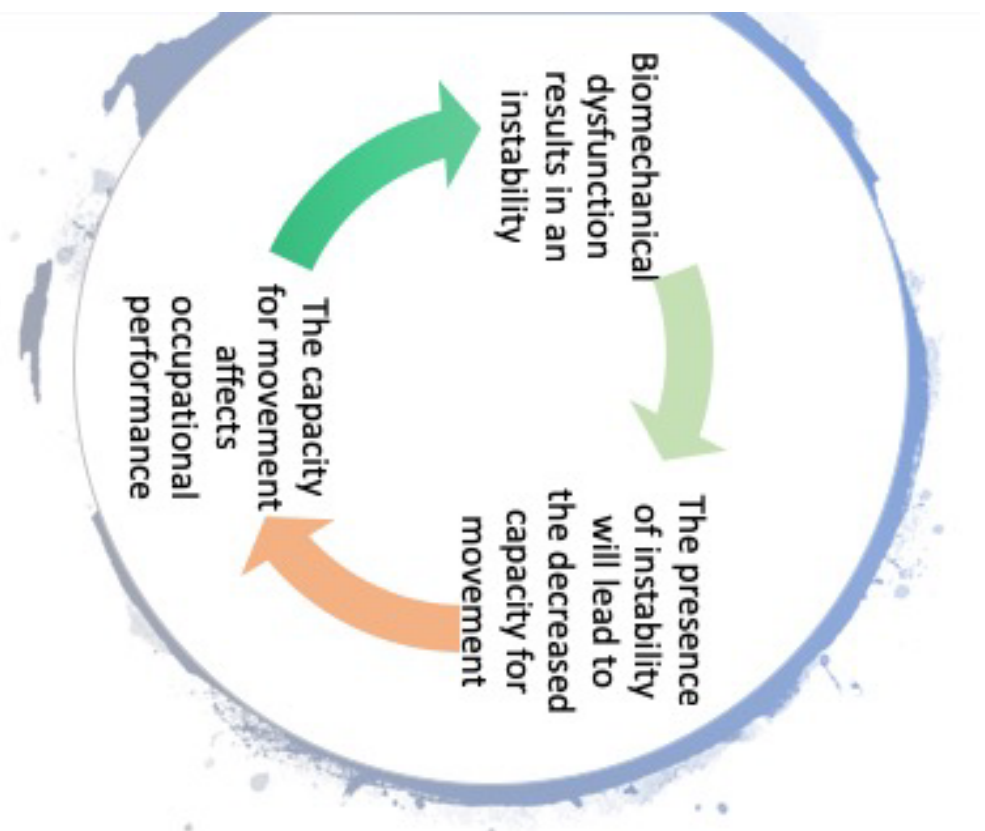 Biomechanical
dysfunction
results in an
instability
The presence
of instability
will lead to
the decreased
capacity for
movement
The capacity
for movement
affects
occupational
performance